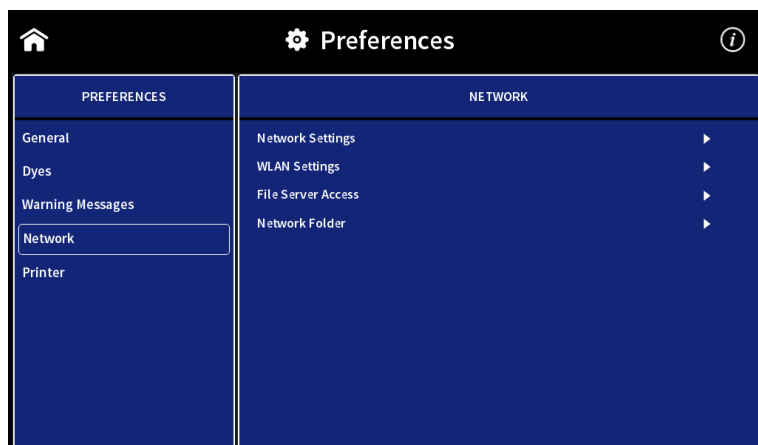 Preferences
PREFERENCES
General
Dyes
Warning Messages
Network
Printer
NETWORK
Network Settings
WLAN Settings
File Server Access
Network Folder